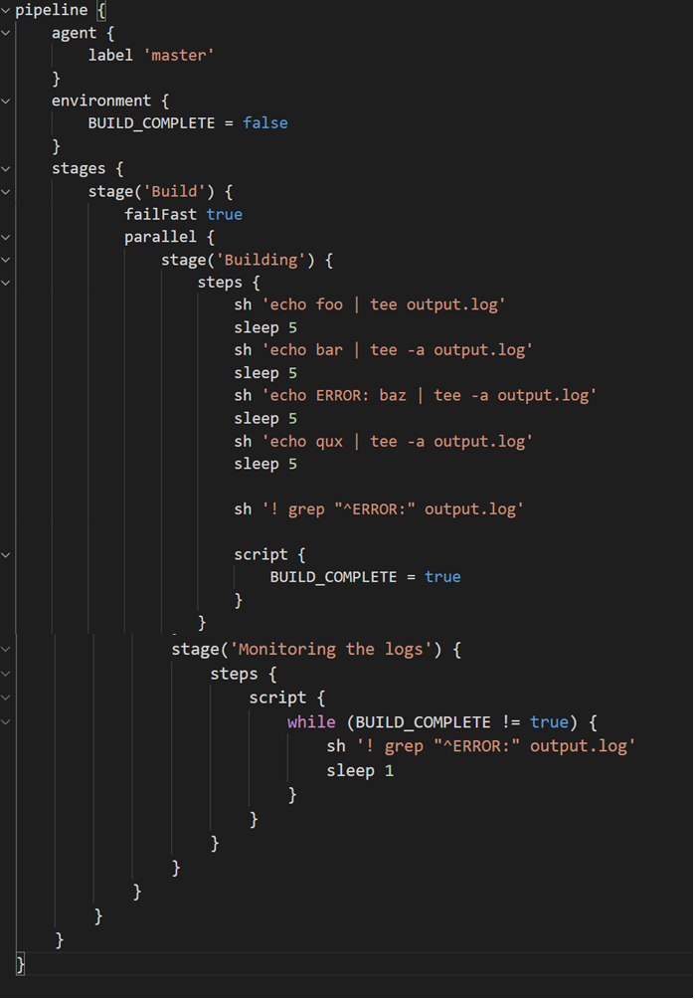 pipeline {
    agent {
        label 'master'
    }
    environment {
        BUILD_COMPLETE = false
    }
    stages {
        stage('Build') {
            failFast true
            parallel {
                stage('Building') {
                    steps {
                        sh 'echo foo | tee output.log'
                        sleep 5
                        sh 'echo bar | tee -a output.log'
                        sleep 5
                        sh 'echo ERROR: baz | tee -a output.log'
                        sleep 5
                        sh 'echo qux | tee -a output.log'
                        sleep 5

                        sh '! grep "^ERROR:" output.log'

                        script {
                            BUILD_COMPLETE = true
                        }
                    }
                stage('Monitoring the logs') {
                    steps {
                        script {
                            while (BUILD_COMPLETE != true) {
                                sh '! grep "^ERROR:" output.log'
                                sleep 1
                            }
                        }
                    }
                }
            }
        }
    }
}